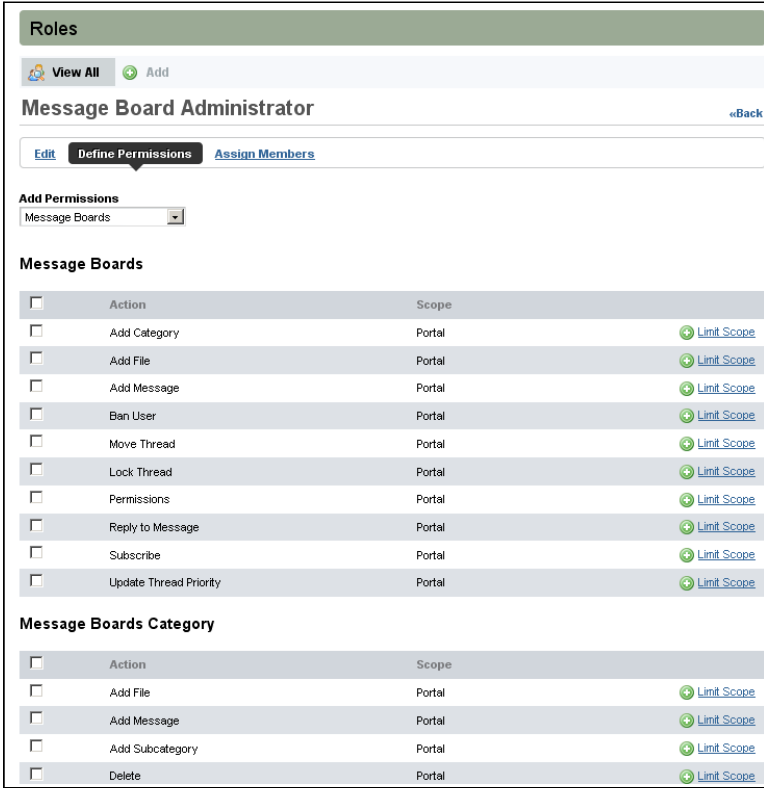 Roles
View All Add
Message Board Administrator
«Back
Edit Define Permissions Assign Members
Add Permissions
Message Boards
Message Boards
Action Scope
Add Category Portal Limit Scope
Add File Portal Limit Scope
Add Message Portal Limit Scope
Ban User Portal Limit Scope
Move Thread Portal Limit Scope
Lock Thread Portal Limit Scope
Permissions Portal Limit Scope
Reply to Message Portal Limit Scope
Subscribe Portal Limit Scope
Update Thread Priority Portal Limit Scope
Message Boards Category
Action Scope
Add File Portal Limit Scope
Add Message Portal Limit Scope
Add Subcategory Portal Limit Scope
Delete Portal Limit Scope